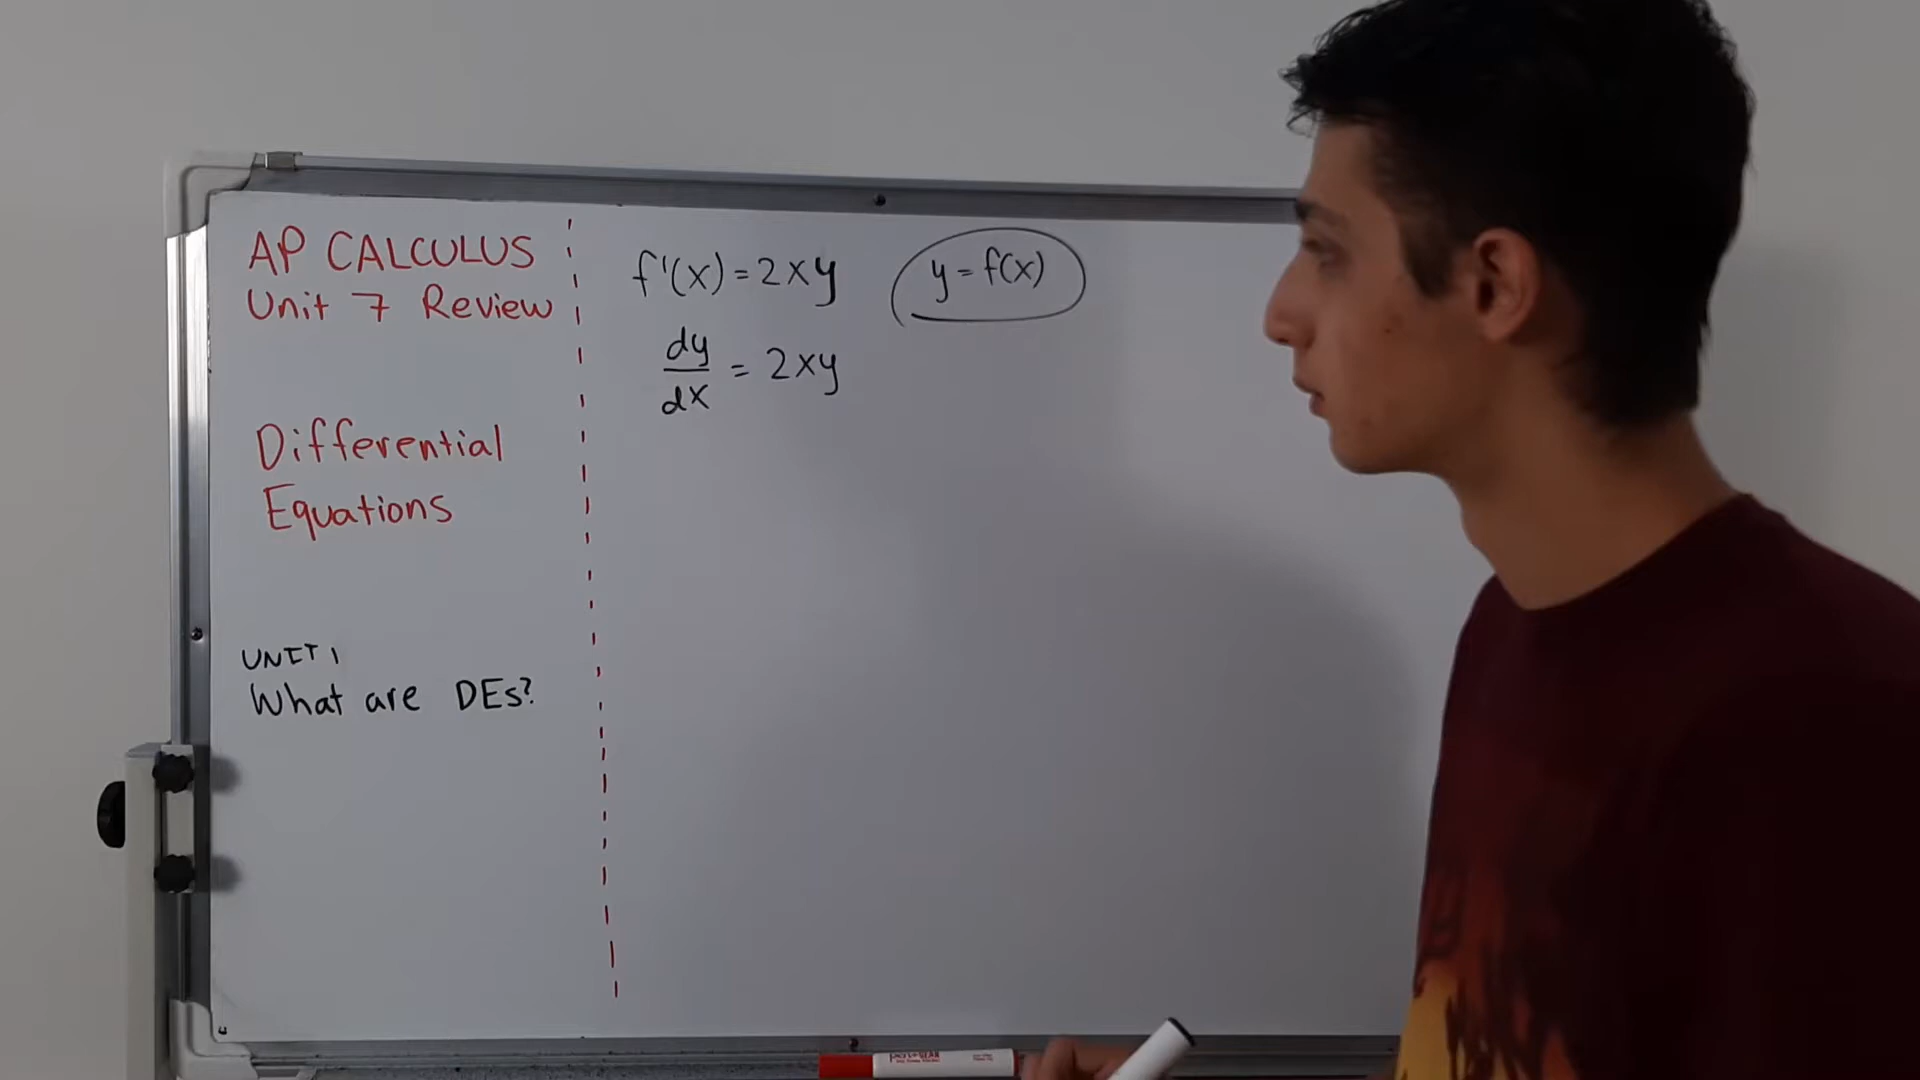 AP CALCULUS
Unit 7 Review
Differential
Equations
UNIT 1
What are DEs?
f'(x) = 2xy
y = f(x)
dy/dx = 2xy